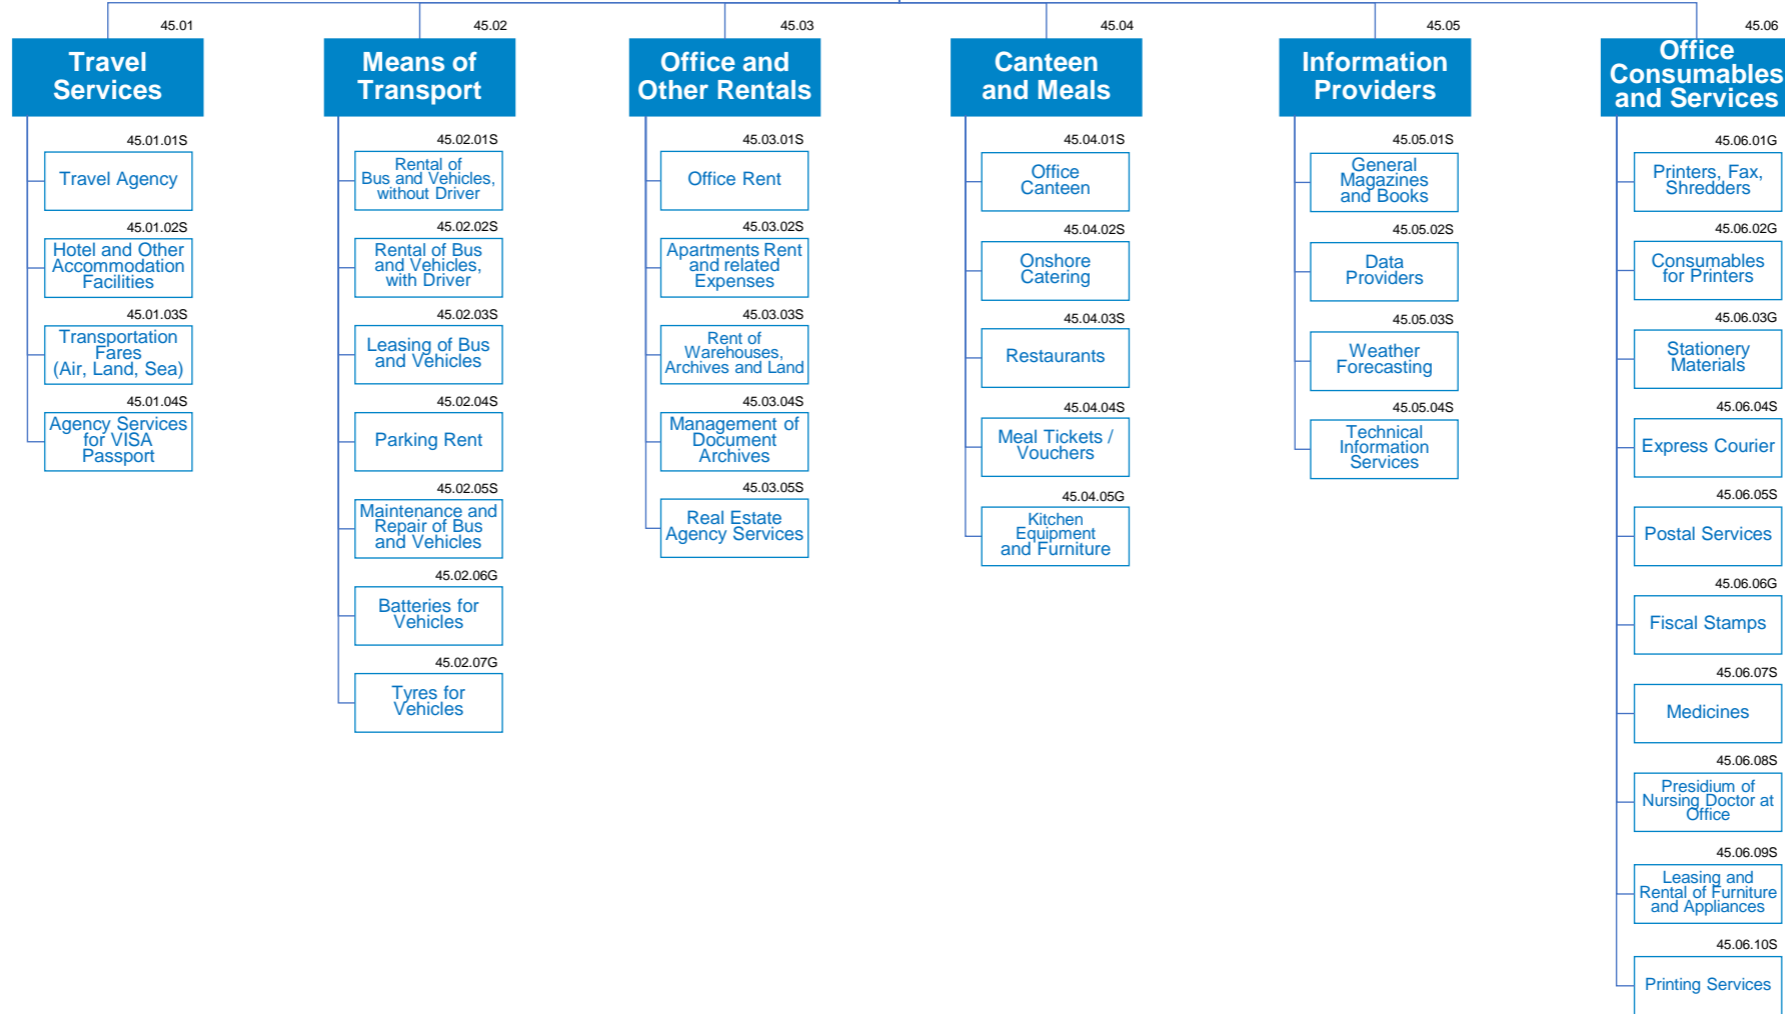 45.01
Travel
Services
45.01.01S
Travel Agency
45.01.02S
Hotel and Other
Accommodation
Facilities
45.01.03S
Transportation
Fares
(Air, Land, Sea)
45.01.04S
Agency Services
for VISA
Passport
45.02
Means of
Transport
45.02.01S
Rental of
Bus and Vehicles,
without Driver
45.02.02S
Rental of Bus
and Vehicles,
with Driver
45.02.03S
Leasing of Bus
and Vehicles
45.02.04S
Parking Rent
45.02.05S
Maintenance and
Repair of Bus
and Vehicles
45.02.06G
Batteries for
Vehicles
45.02.07G
Tyres for
Vehicles
45.03
Office and
Other Rentals
45.03.01S
Office Rent
45.03.02S
Apartments Rent
and related
Expenses
45.03.03S
Rent of
Warehouses,
Archives and Land
45.03.04S
Management of
Document
Archives
45.03.05S
Real Estate
Agency Services
45.04
Canteen
and Meals
45.04.01S
Office
Canteen
45.04.02S
Onshore
Catering
45.04.03S
Restaurants
45.04.04S
Meal Tickets /
Vouchers
45.04.05G
Kitchen
Equipment
and Furniture
45.05
Information
Providers
45.05.01S
General
Magazines
and Books
45.05.02S
Data
Providers
45.05.03S
Weather
Forecasting
45.05.04S
Technical
Information
Services
45.06
Office
Consumables
and Services
45.06.01G
Printers, Fax,
Shredders
45.06.02G
Consumables
for Printers
45.06.03G
Stationery
Materials
45.06.04S
Express Courier
45.06.05S
Postal Services
45.06.06G
Fiscal Stamps
45.06.07S
Medicines
45.06.08S
Presidium of
Nursing Doctor at
Office
45.06.09S
Leasing and
Rental of Furniture
and Appliances
45.06.10S
Printing Services